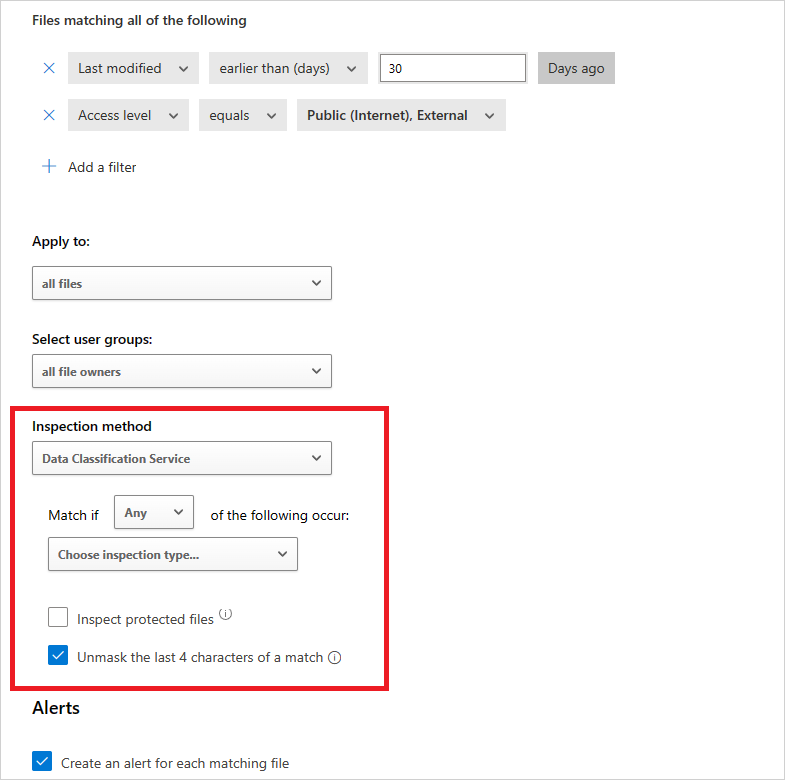 Files matching all of the following
Last modified earlier than (days) 30 Days ago
Access level equals Public (Internet), External
Add a filter
Apply to:
all files
Select user groups:
all file owners
Inspection method
Data Classification Service
Match if Any of the following occur:
Choose inspection type...
Inspect protected files
Unmask the last 4 characters of a match
Alerts
Create an alert for each matching file